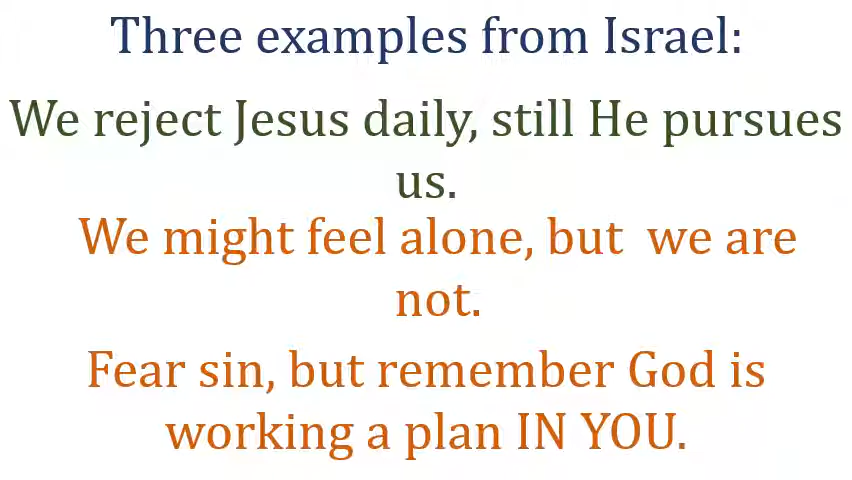 Three examples from Israel:
We reject Jesus daily, still He pursues
us.
We might feel alone, but  we are
not.
Fear sin, but remember God is
working a plan IN YOU.